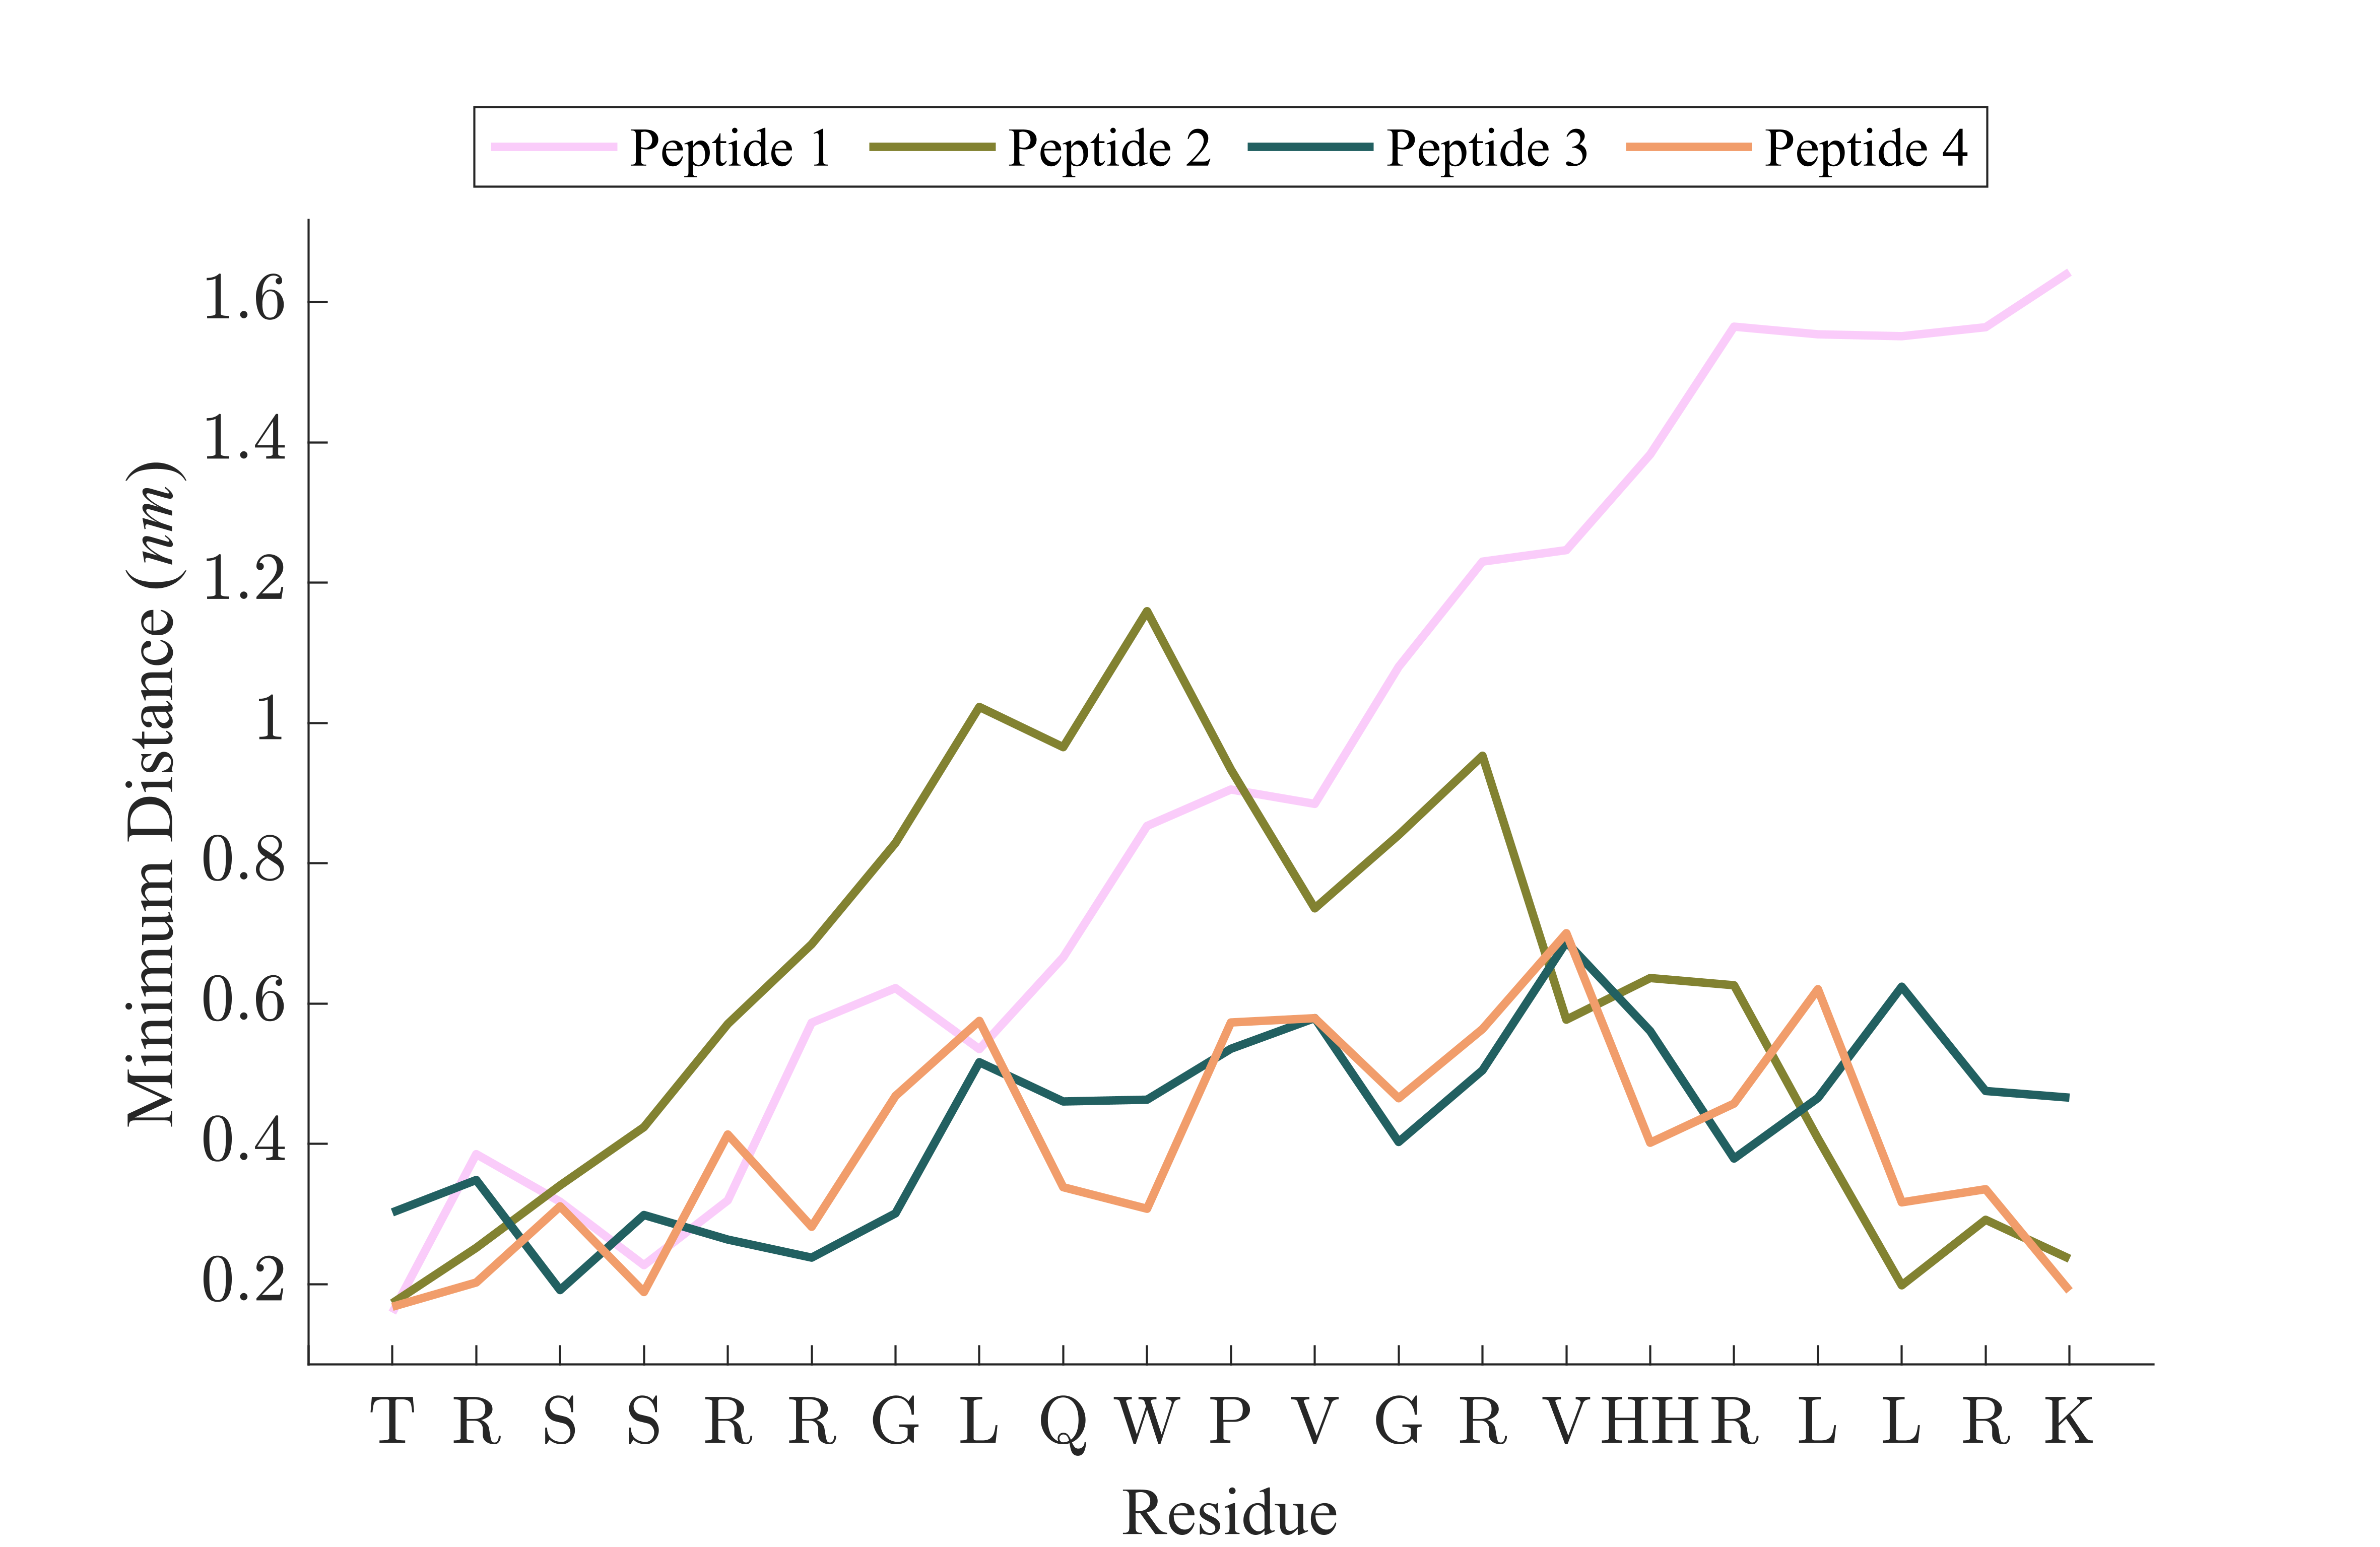 Peptide 1 Peptide 2 Peptide 3 Peptide 4
1.6
1.4
1.2
1
0.8
0.6
0.4
0.2
Minimum Distance (nm)
T R S S R R G L Q W P V G R V HH R L L R K
Residue